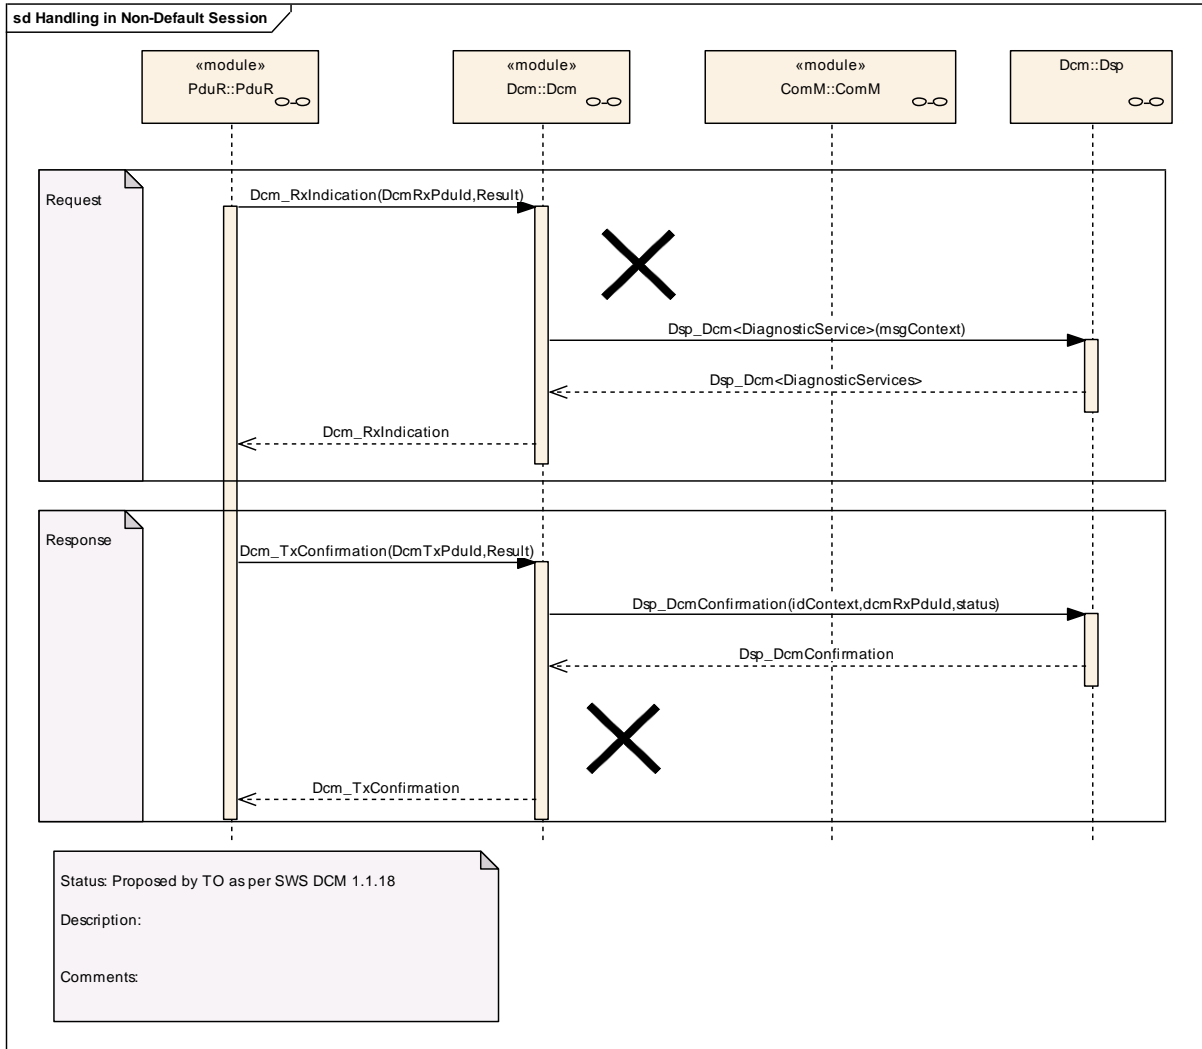 sd Handling in Non-Default Session
«module»
PduR::PduR
«module»
Dcm::Dcm
«module»
ComM::ComM
Dcm::Dsp
Request
Dcm_RxIndication(DcmRxPduId,Result)
Dsp_Dcm<DiagnosticService>(msgContext)
Dsp_Dcm<DiagnosticServices>
Dcm_RxIndication
Response
Dcm_TxConfirmation(DcmTxPduId,Result)
Dsp_DcmConfirmation(idContext,dcmRxPduId,status)
Dsp_DcmConfirmation
Dcm_TxConfirmation
Status: Proposed by TO as per SWS DCM 1.1.18
Description:
Comments: